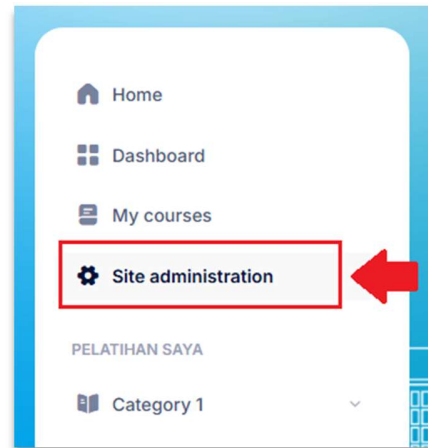 Home
Dashboard
My courses
Site administration
PELATIHAN SAYA
Category 1